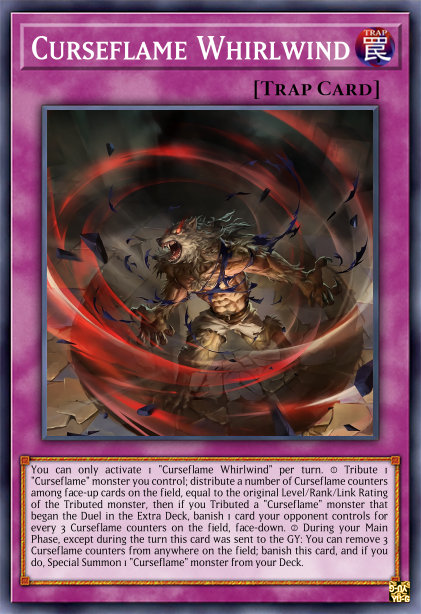 Curseflame Whirlwind
TRAP
罠
[Trap Card]
You can only activate 1 "Curseflame Whirlwind" per turn. ① Tribute 1
"Curseflame" monster you control; distribute a number of Curseflame counters
among face-up cards on the field, equal to the original Level/Rank/Link Rating
of the Tributed monster, then if you Tributed a "Curseflame" monster that
began the Duel in the Extra Deck, banish 1 card your opponent controls for
every 3 Curseflame counters on the field, face-down. ② During your Main
Phase, except during the turn this card was sent to the GY: You can remove 3
Curseflame counters from anywhere on the field; banish this card, and if you
do, Special Summon 1 "Curseflame" monster from your Deck.